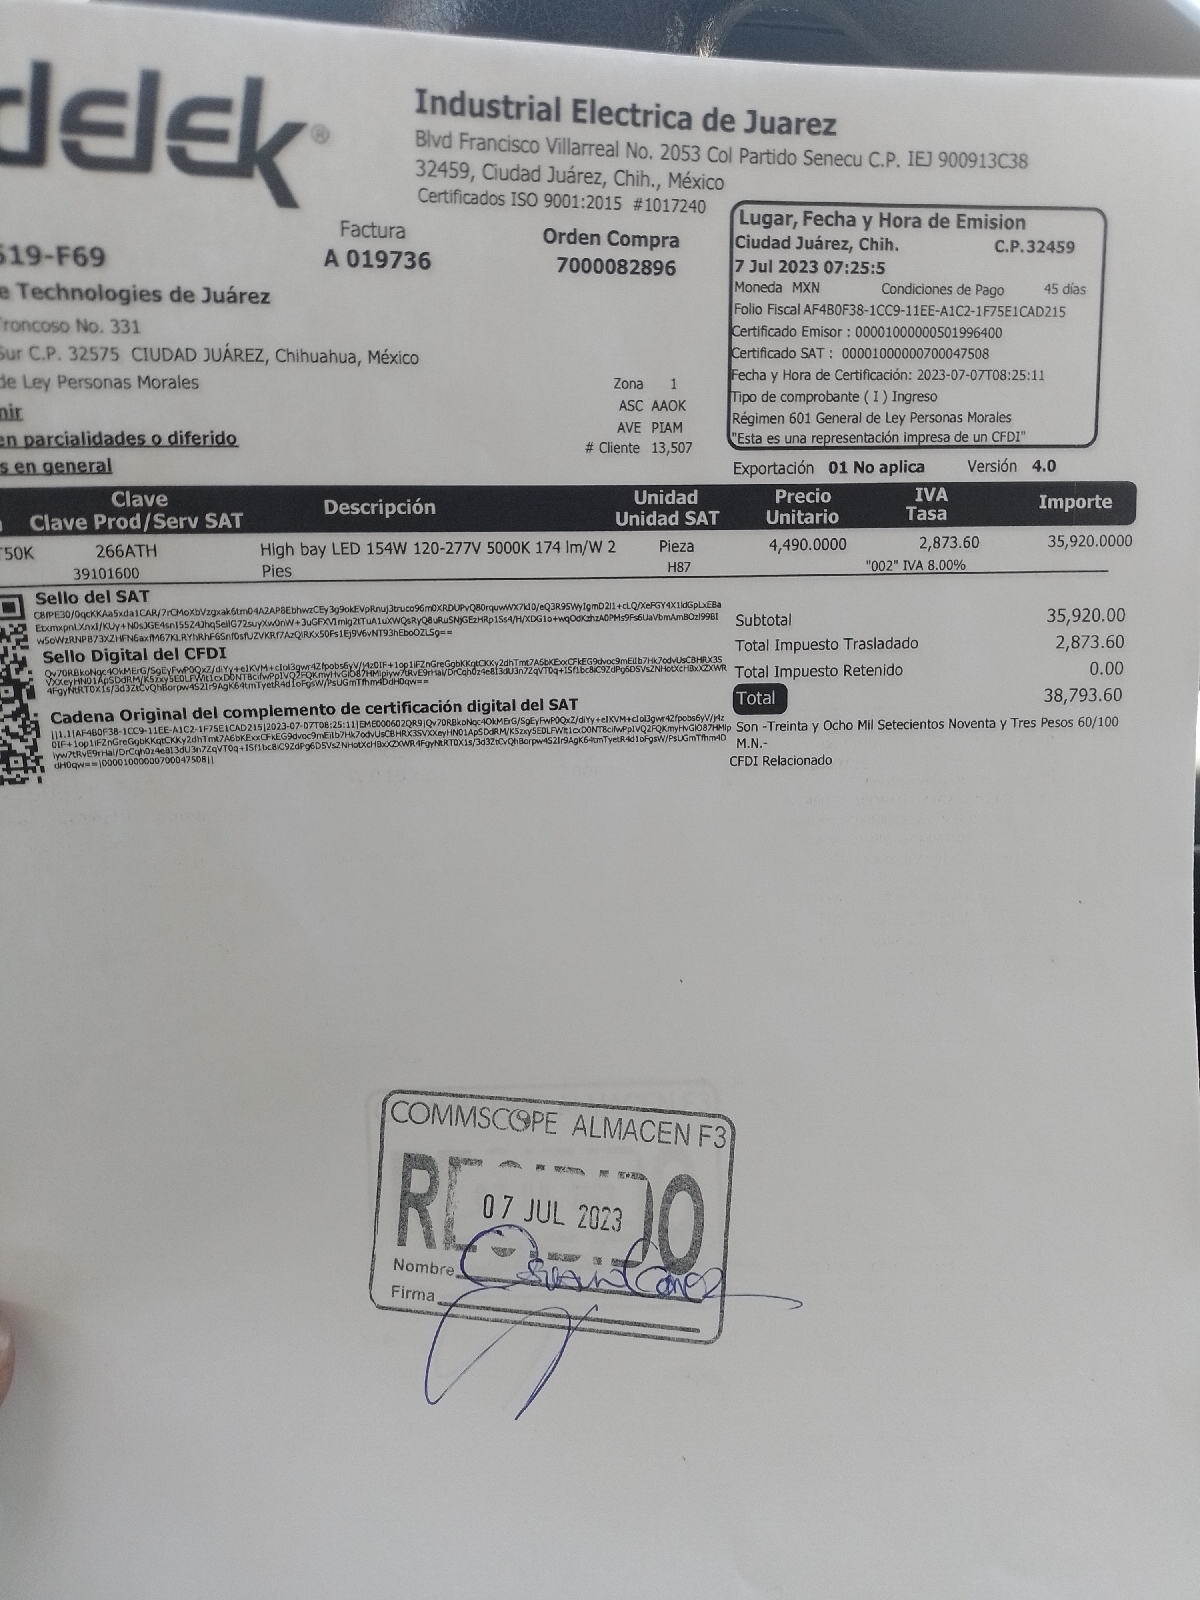 delek®
Industrial Electrica de Juarez
Blvd Francisco Villarreal No. 2053 Col Partido Senecu C.P. IEJ 900913C38
32459, Ciudad Juárez, Chih., México
Certificados ISO 9001:2015 #1017240
519-F69
Factura
A 019736
Orden Compra
7000082896
Lugar, Fecha y Hora de Emision
Ciudad Juárez, Chih. C.P.32459
7 Jul 2023 07:25:5
Moneda MXN Condiciones de Pago 45 días
Folio Fiscal AF4B0F38-1CC9-11EE-A1C2-1F75E1CAD215
Certificado Emisor : 00001000000501996400
Certificado SAT : 00001000000700047508
Fecha y Hora de Certificación: 2023-07-07T08:25:11
Tipo de comprobante ( I ) Ingreso
Régimen 601 General de Ley Personas Morales
"Esta es una representación impresa de un CFDI"
e Technologies de Juárez
roncoso No. 331
Sur C.P. 32575 CIUDAD JUÁREZ, Chihuahua, México
de Ley Personas Morales
nir
en parcialidades o diferido
s en general
Zona 1
ASC AAOK
AVE PIAM
# Cliente 13,507
Exportación 01 No aplica Versión 4.0
Clave
Clave Prod/Serv SAT
Descripción
Unidad
Unidad SAT
Precio
Unitario
IVA
Tasa
Importe
T50K 266ATH High bay LED 154W 120-277V 5000K 174 lm/W 2 Pieza 4,490.0000 2,873.60 35,920.0000
39101600 Pies H87 "002" IVA 8.00%
Sello del SAT
Sello Digital del CFDI
Cadena Original del complemento de certificación digital del SAT
Subtotal 35,920.00
Total Impuesto Trasladado 2,873.60
Total Impuesto Retenido 0.00
Total 38,793.60
Son -Treinta y Ocho Mil Setecientos Noventa y Tres Pesos 60/100
M.N.-
CFDI Relacionado
COMMSCOPE ALMACEN F3
RECIBIDO
07 JUL 2023
Nombre
Firma